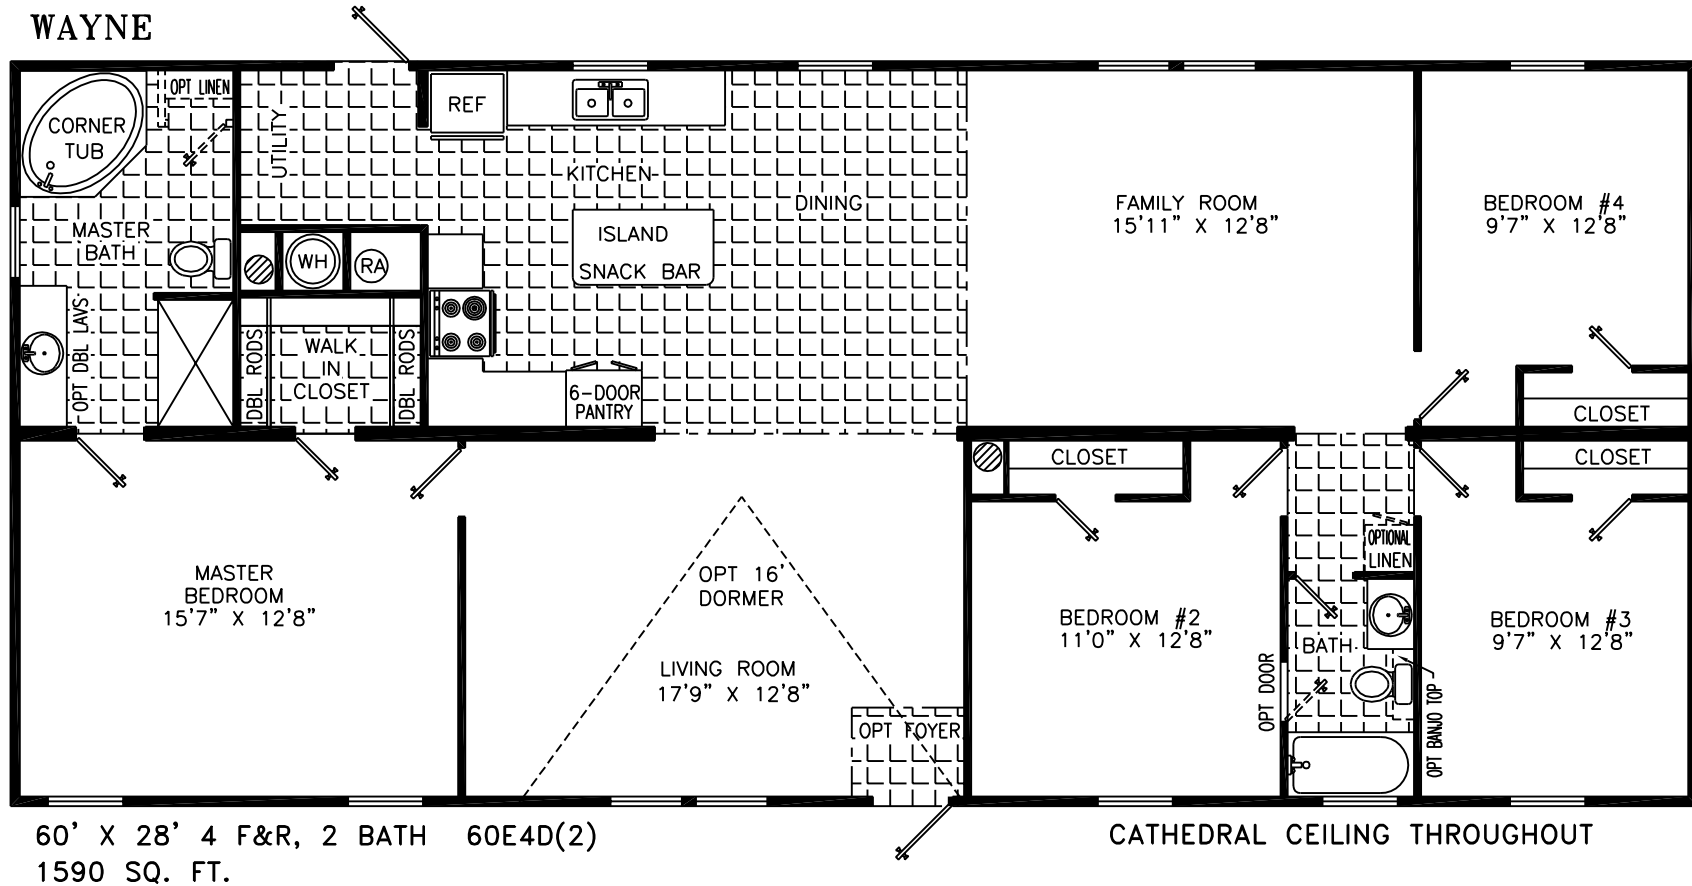 WAYNE
OPT LINEN
CORNER
TUB
MASTER
BATH
OPT DBL LAVS
UTILITY
REF
KITCHEN
DINING
ISLAND
SNACK BAR
WH
RA
DBL RODS
WALK
IN
CLOSET
DBL RODS
6-DOOR
PANTRY
FAMILY ROOM
15'11" X 12'8"
BEDROOM #4
9'7" X 12'8"
CLOSET
CLOSET
CLOSET
MASTER
BEDROOM
15'7" X 12'8"
OPT 16'
DORMER
LIVING ROOM
17'9" X 12'8"
OPT FOYER
BEDROOM #2
11'0" X 12'8"
OPTIONAL
LINEN
BATH
OPT DOOR
OPT BANJO TOP
BEDROOM #3
9'7" X 12'8"
60' X 28' 4 F&R, 2 BATH 60E4D(2)
1590 SQ. FT.
CATHEDRAL CEILING THROUGHOUT